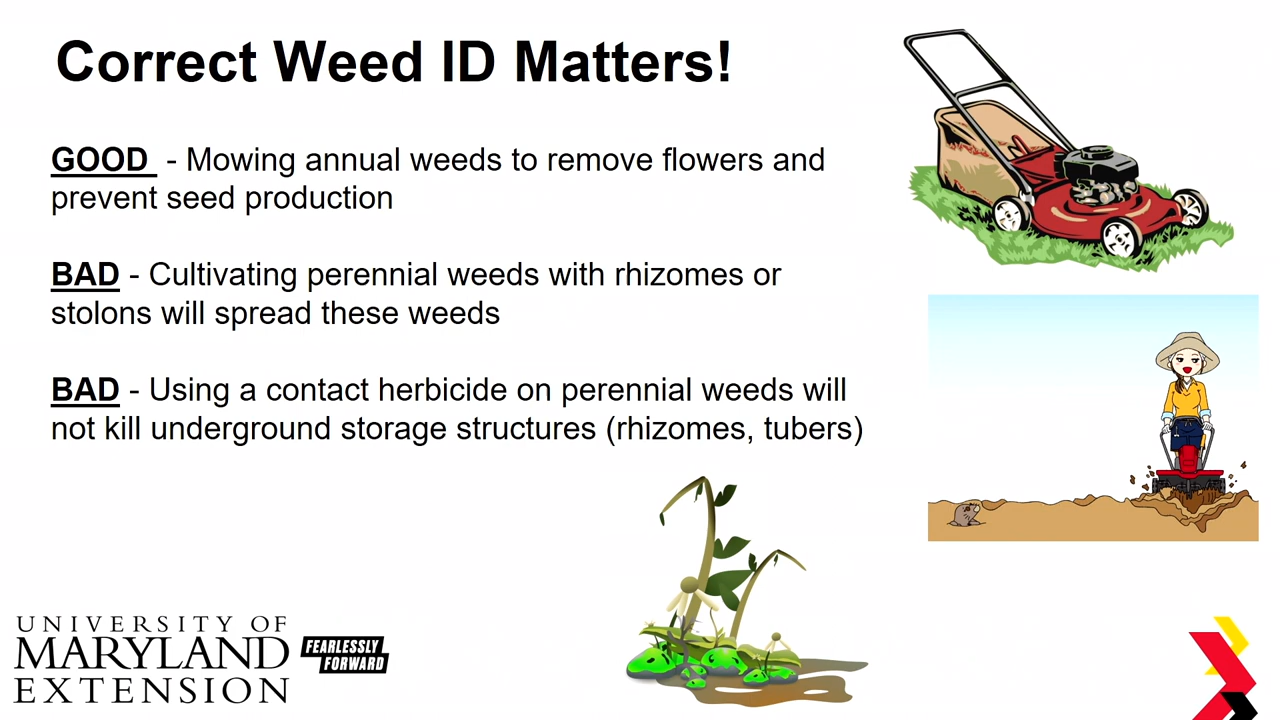 Correct Weed ID Matters!
GOOD - Mowing annual weeds to remove flowers and
prevent seed production
BAD - Cultivating perennial weeds with rhizomes or
stolons will spread these weeds
BAD - Using a contact herbicide on perennial weeds will
not kill underground storage structures (rhizomes, tubers)
UNIVERSITY OF
MARYLAND
EXTENSION
FEARLESSLY
FORWARD